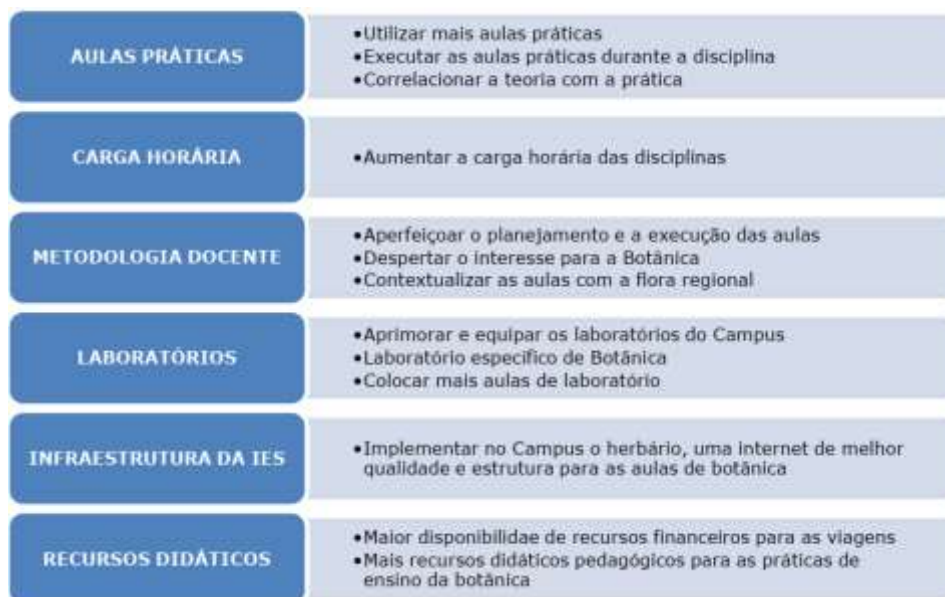 AULAS PRÁTICAS
•Utilizar mais aulas práticas
•Executar as aulas práticas durante a disciplina
•Correlacionar a teoria com a prática
CARGA HORÁRIA
•Aumentar a carga horária das disciplinas
METODOLOGIA DOCENTE
•Aperfeiçoar o planejamento e a execução das aulas
•Despertar o interesse para a Botânica
•Contextualizar as aulas com a flora regional
LABORATÓRIOS
•Aprimorar e equipar os laboratórios do Campus
•Laboratório específico de Botânica
•Colocar mais aulas de laboratório
INFRAESTRUTURA DA IES
•Implementar no Campus o herbário, uma internet de melhor
qualidade e estrutura para as aulas de botânica
RECURSOS DIDÁTICOS
•Maior disponibilidae de recursos financeiros para as viagens
•Mais recursos didáticos pedagógicos para as práticas de
ensino da botânica